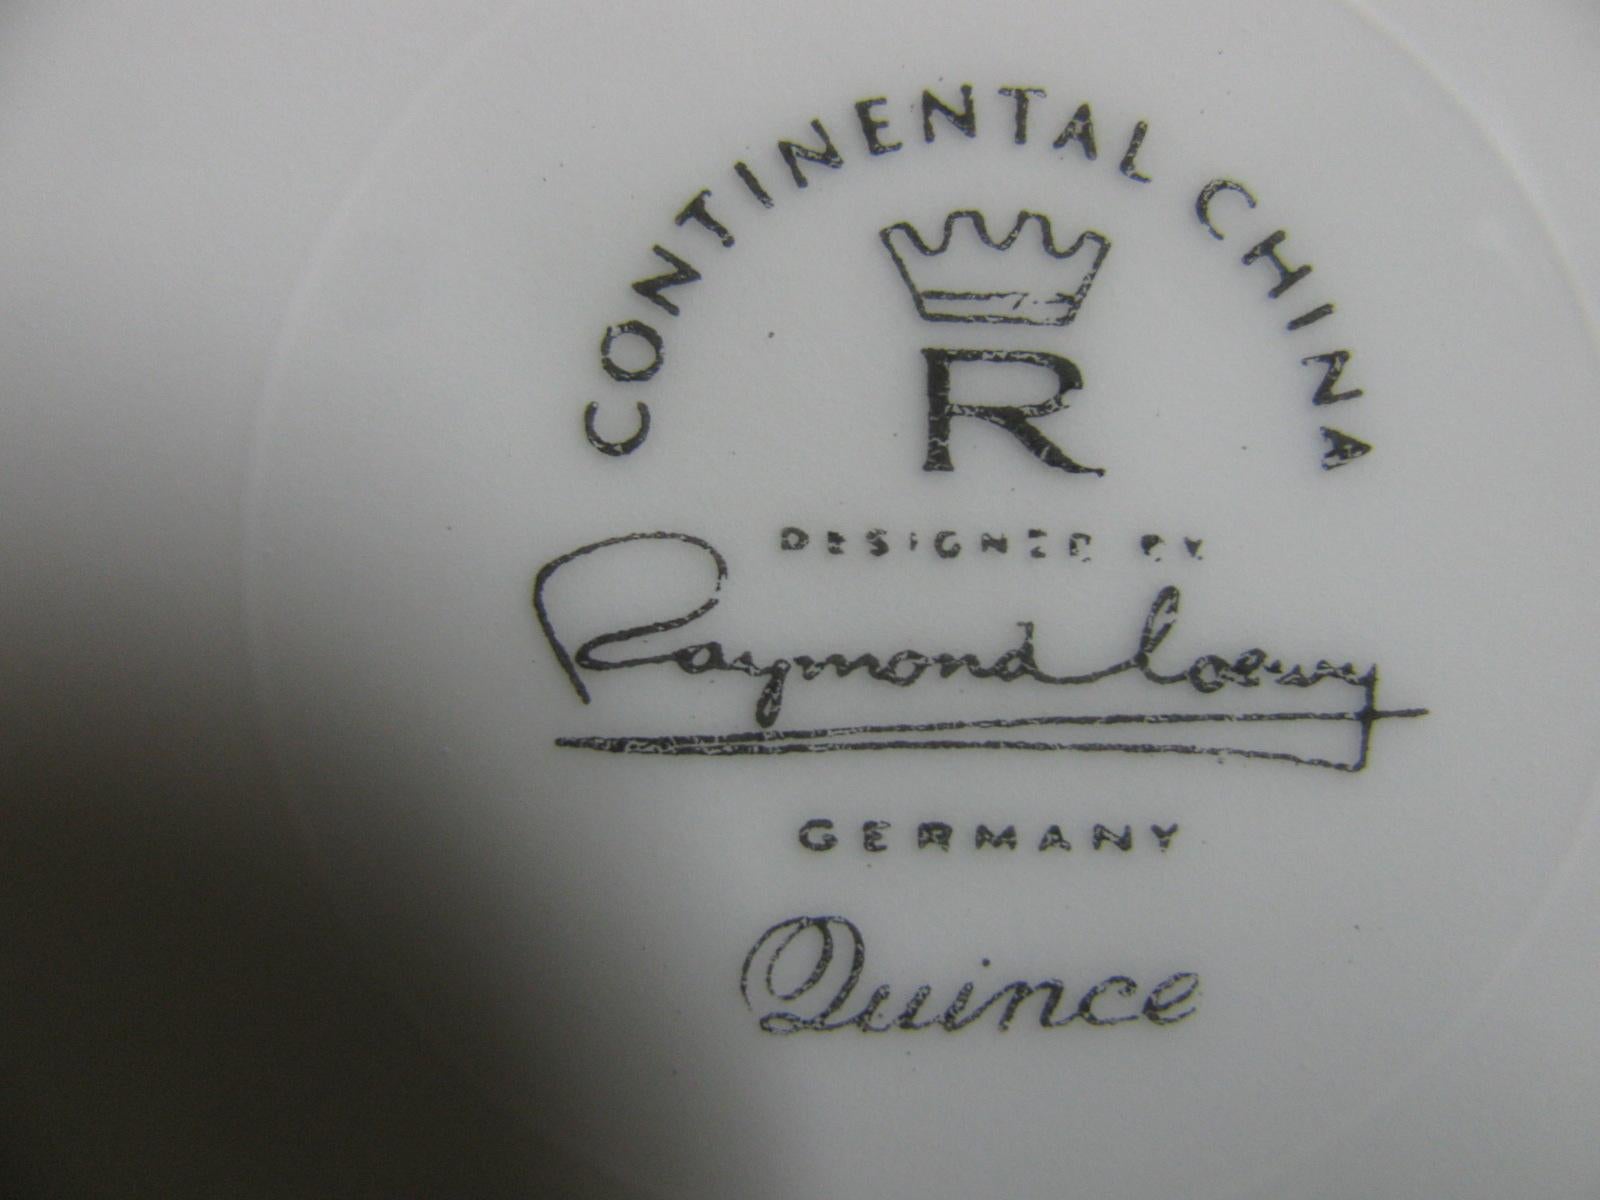 CONTINENTAL CHINA
R
DESIGNED BY
Raymond Loewy
GERMANY
Quince